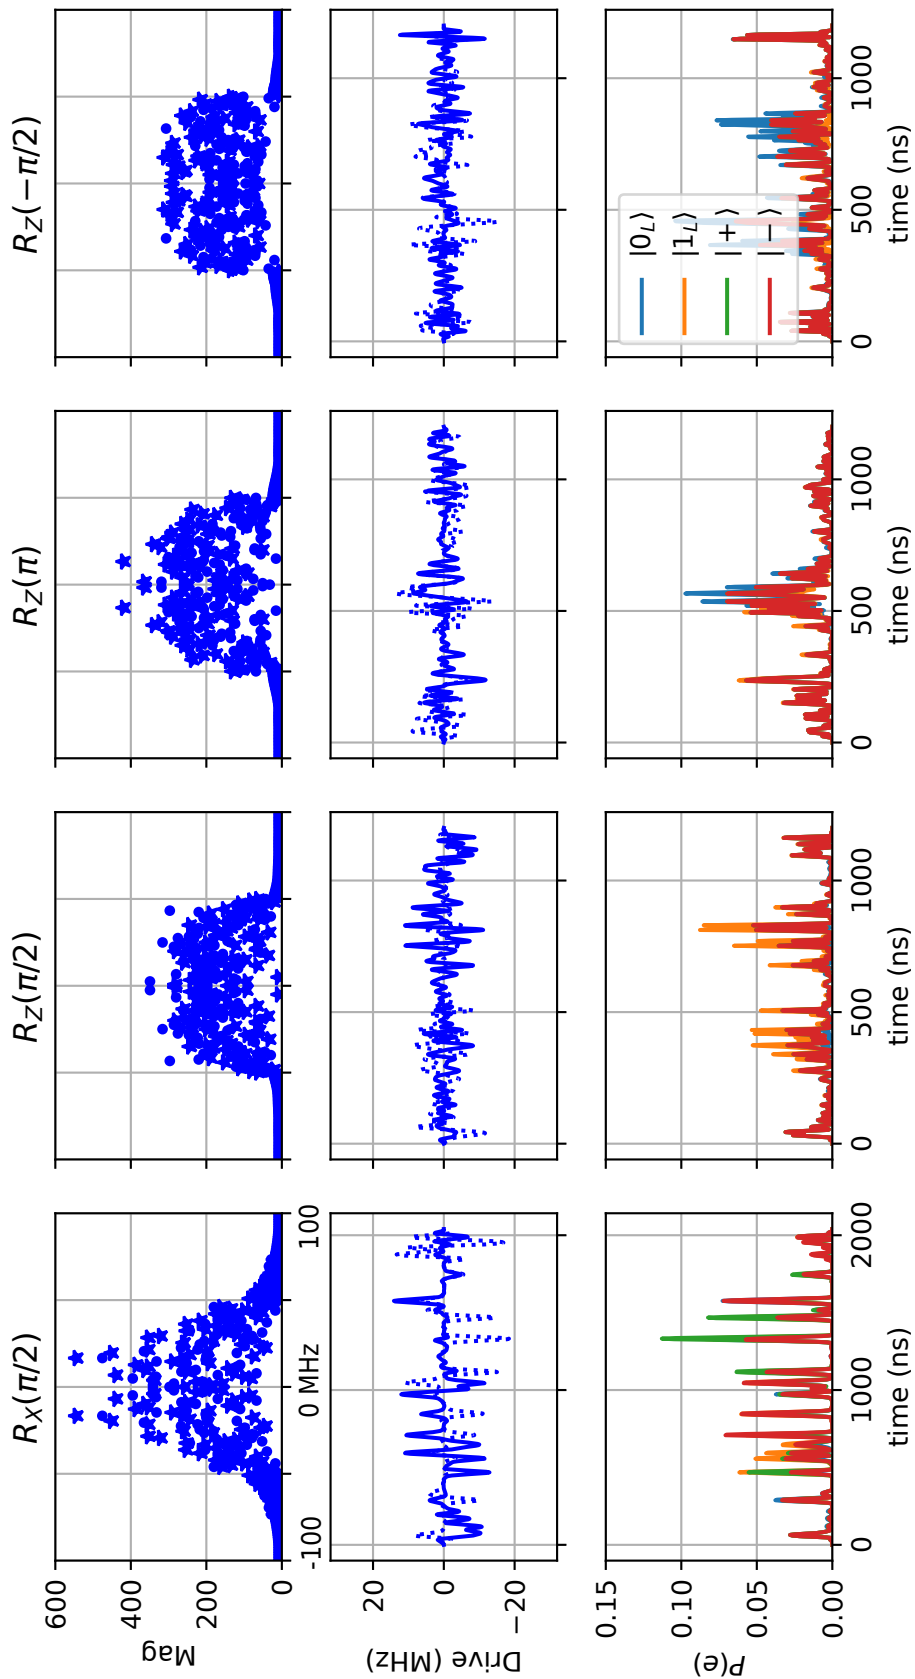 R_X(π/2) R_Z(π/2) R_Z(π) R_Z(−π/2)
600
400
200
0
Mag
-100 0 MHz 100
20
0
−20
Drive (MHz)
0.15
0.10
0.05
0.00
P(e)
|0_L⟩
|1_L⟩
|+⟩
|−⟩
0 1000 2000 0 500 1000 0 500 1000 0 500 1000
time (ns) time (ns) time (ns) time (ns)